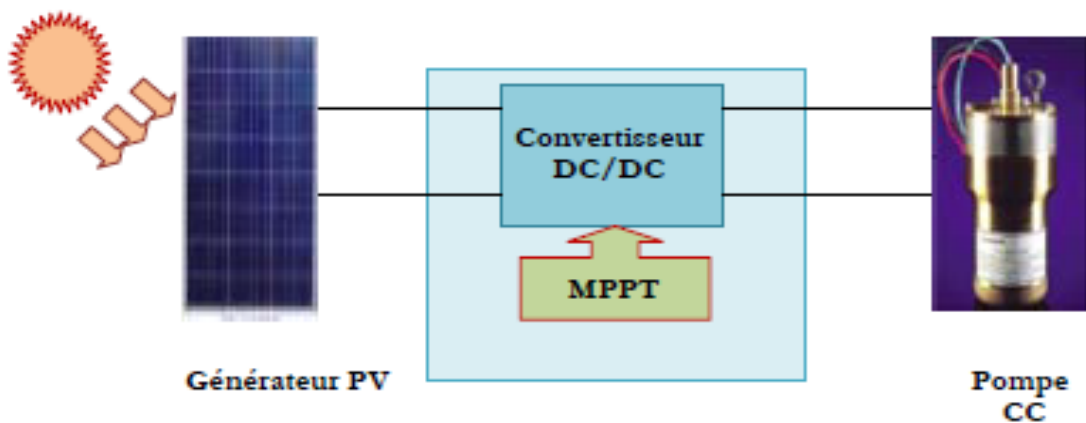 Convertisseur
DC/DC
MPPT
Générateur PV
Pompe
CC